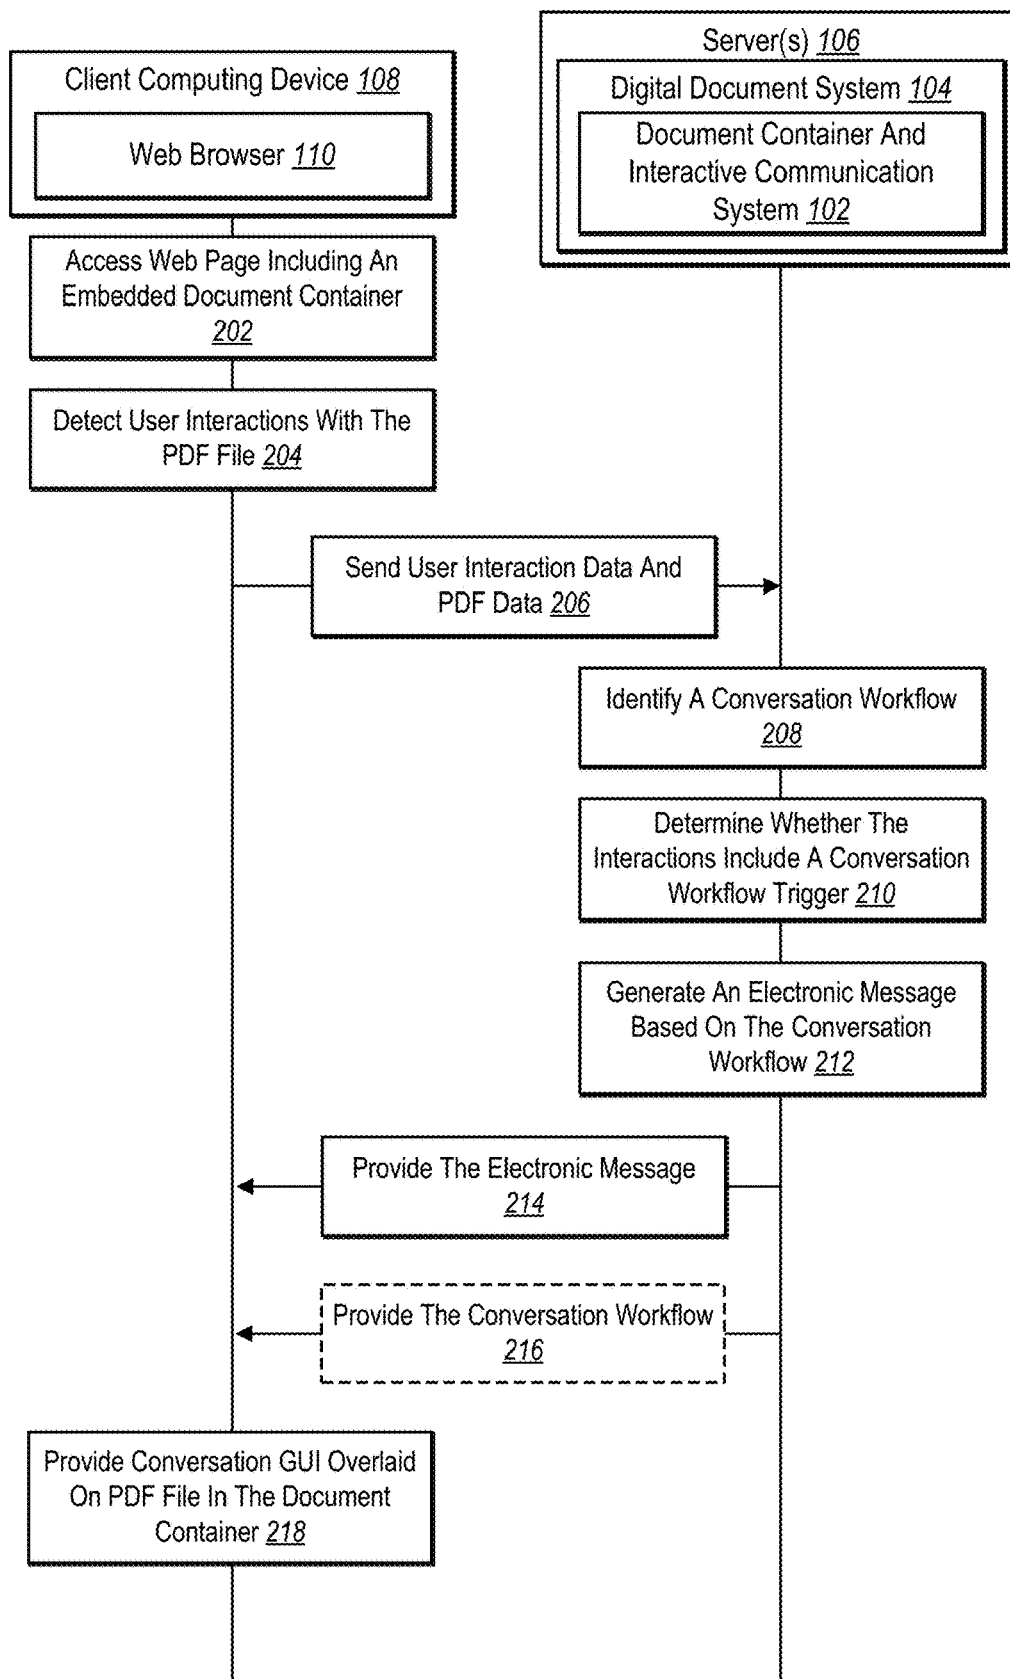 Server(s) 106
Client Computing Device 108
Digital Document System 104
Web Browser 110
Document Container And
Interactive Communication
System 102
Access Web Page Including An
Embedded Document Container
202
Detect User Interactions With The
PDF File 204
Send User Interaction Data And
PDF Data 206
Identify A Conversation Workflow
208
Determine Whether The
Interactions Include A Conversation
Workflow Trigger 210
Generate An Electronic Message
Based On The Conversation
Workflow 212
Provide The Electronic Message
214
Provide The Conversation Workflow
216
Provide Conversation GUI Overlaid
On PDF File In The Document
Container 218